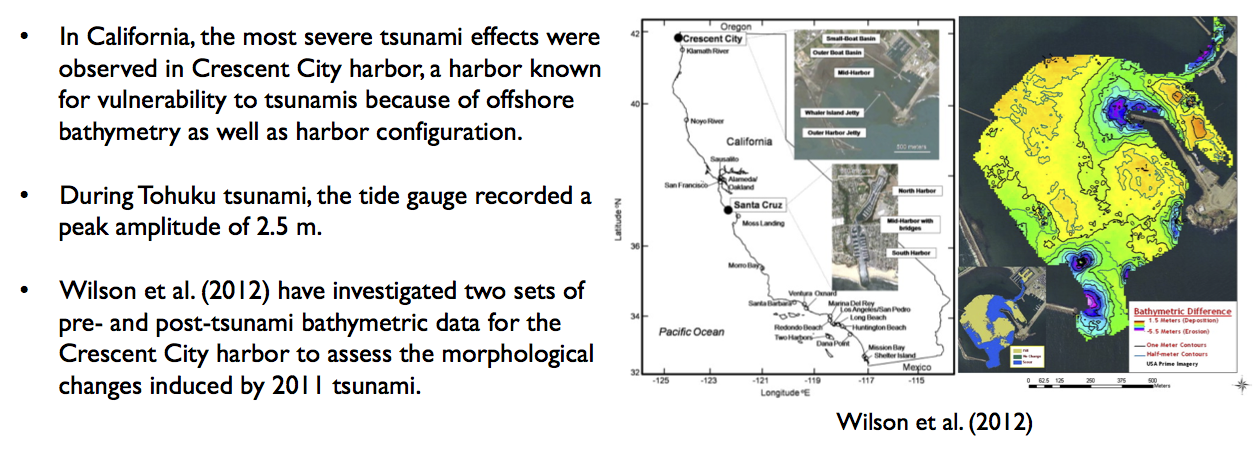 • In California, the most severe tsunami effects were
observed in Crescent City harbor, a harbor known
for vulnerability to tsunamis because of offshore
bathymetry as well as harbor configuration.
• During Tohuku tsunami, the tide gauge recorded a
peak amplitude of 2.5 m.
• Wilson et al. (2012) have investigated two sets of
pre- and post-tsunami bathymetric data for the
Crescent City harbor to assess the morphological
changes induced by 2011 tsunami.
Oregon
42
Crescent City
Klamath River
Small-Boat Basin
Outer Boat Basin
Mid-Harbor
Whaler Island Jetty
Outer Harbor Jetty
500 meters
40
Noyo River
California
Sausalito
San Francisco
Alameda/
Oakland
Santa Cruz
Moss Landing
North Harbor
Mid-Harbor with
bridges
South Harbor
Latitude °N
36
Morro Bay
Ventura Oxnard
Santa Barbara
Marina Del Rey
Los Angeles/San Pedro
Long Beach
Redondo Beach
Huntington Beach
Two Harbors
Dana Point
34
Pacific Ocean
Mission Bay
Shelter Island
Mexico
32
-125
-123
-121
-119
-117
-115
Longitude °E
Bathymetric Difference
1.5 Meters (Deposition)
-5.5 Meters (Erosion)
One Meter Contours
Half-meter Contours
USA Prime Imagery
Fill
No Change
Scour
0 62.5 125 250 375 500
Meters
Wilson et al. (2012)